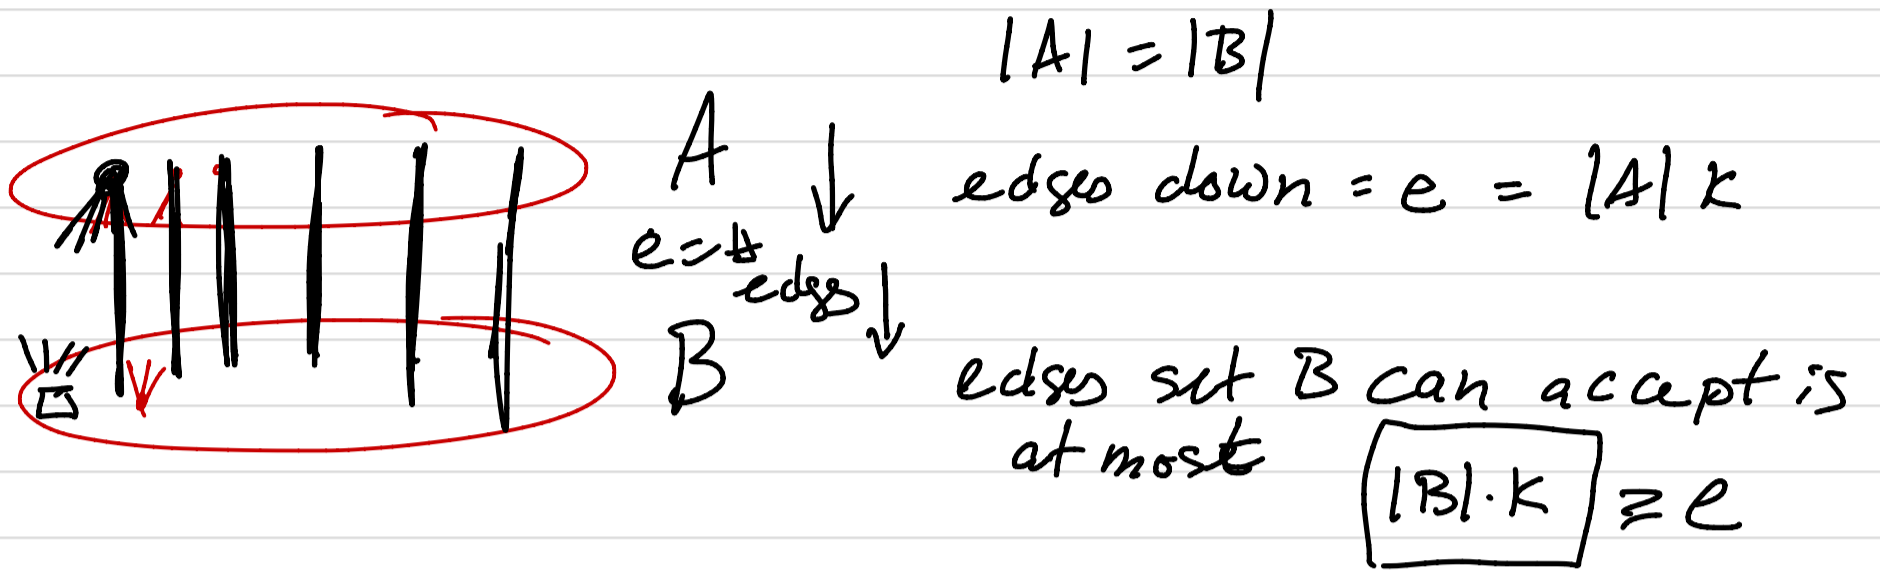 |A| = |B|
A
edges down = e = |A| k
e = # edges
B
edges set B can accept is
at most
|B| · k ≥ e